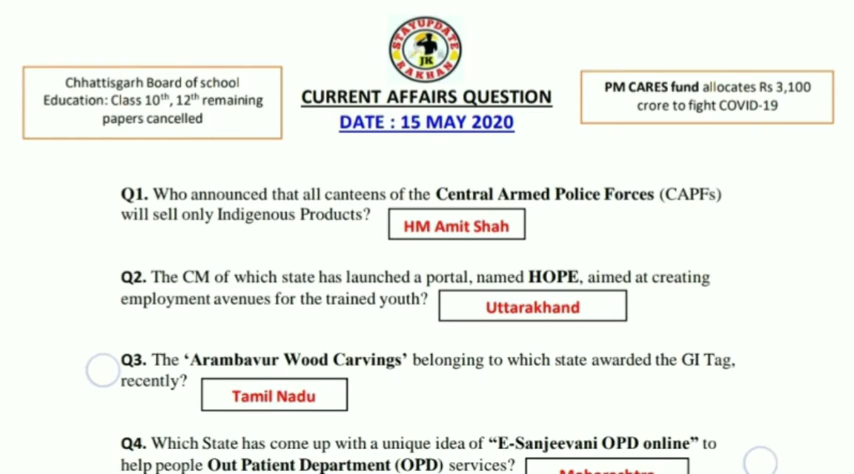 STAYUPDATE
JK
RAKHAN
Chhattisgarh Board of school
Education: Class 10th, 12th remaining
papers cancelled
CURRENT AFFAIRS QUESTION
DATE : 15 MAY 2020
PM CARES fund allocates Rs 3,100
crore to fight COVID-19
Q1. Who announced that all canteens of the Central Armed Police Forces (CAPFs)
will sell only Indigenous Products?
HM Amit Shah
Q2. The CM of which state has launched a portal, named HOPE, aimed at creating
employment avenues for the trained youth?
Uttarakhand
Q3. The ‘Arambavur Wood Carvings’ belonging to which state awarded the GI Tag,
recently?
Tamil Nadu
Q4. Which State has come up with a unique idea of “E-Sanjeevani OPD online” to
help people Out Patient Department (OPD) services?